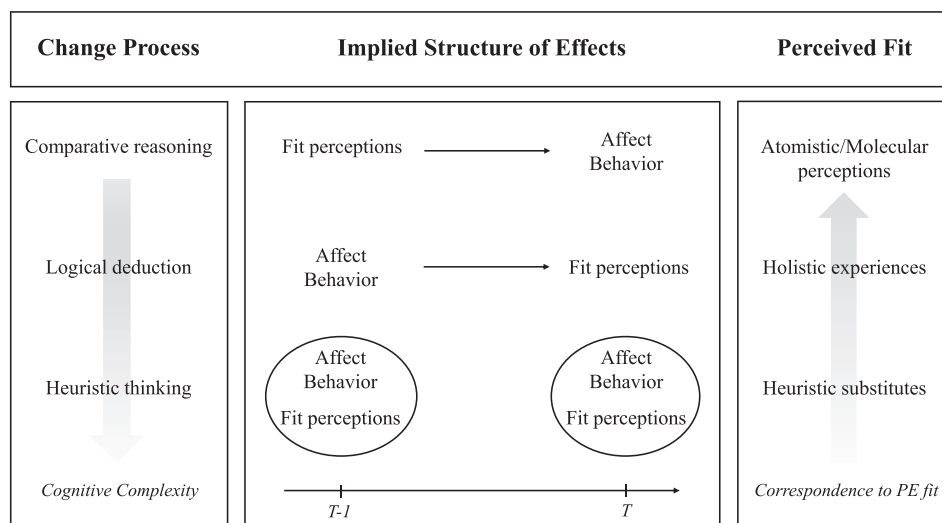 Change Process
Implied Structure of Effects
Perceived Fit
Comparative reasoning
Logical deduction
Heuristic thinking
Cognitive Complexity
Fit perceptions
Affect
Behavior
Affect
Behavior
Fit perceptions
Affect
Behavior
Fit perceptions
Affect
Behavior
Fit perceptions
T-1
T
Atomistic/Molecular
perceptions
Holistic experiences
Heuristic substitutes
Correspondence to PE fit